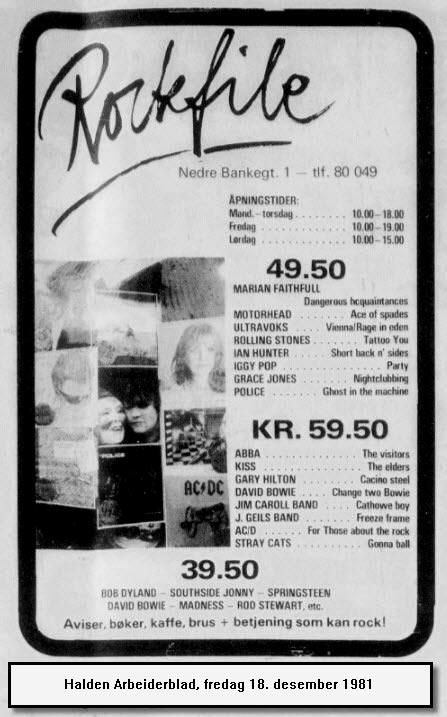 Rockfile
Nedre Bankegt. 1 — tlf. 80 049
ÅPNINGSTIDER:
Mand.–torsdag . . . . . . . . 10.00–18.00
Fredag . . . . . . . . . . . . . 10.00–19.00
Lørdag . . . . . . . . . . . . . 10.00–15.00
49.50
MARIAN FAITHFULL
Dangerous hcquaintances
MOTORHEAD . . . . . . . . Ace of spades
ULTRAVOKS . . . . Vienna/Rage in eden
ROLLING STONES . . . . . . . Tattoo You
IAN HUNTER . . . . . Short back n' sides
IGGY POP . . . . . . . . . . . . . . . Party
GRACE JONES . . . . . Nightclubbing
POLICE . . . . . Ghost in the machine
KR. 59.50
ABBA . . . . . . . . . . . . . The visitors
KISS . . . . . . . . . . . . . . The elders
GARY HILTON . . . . . . Cacino steel
DAVID BOWIE . . . . Change two Bowie
JIM CAROLL BAND . . . . Cathowe boy
J. GEILS BAND . . . . . . Freeze frame
AC/D . . . . . . For Those about the rock
STRAY CATS . . . . . . . . . . Gonna ball
POLICE
AC⚡DC
39.50
BOB DYLAND – SOUTHSIDE JONNY – SPRINGSTEEN
DAVID BOWIE – MADNESS – ROD STEWART, etc.
Aviser, bøker, kaffe, brus + betjening som kan rock!
Halden Arbeiderblad, fredag 18. desember 1981